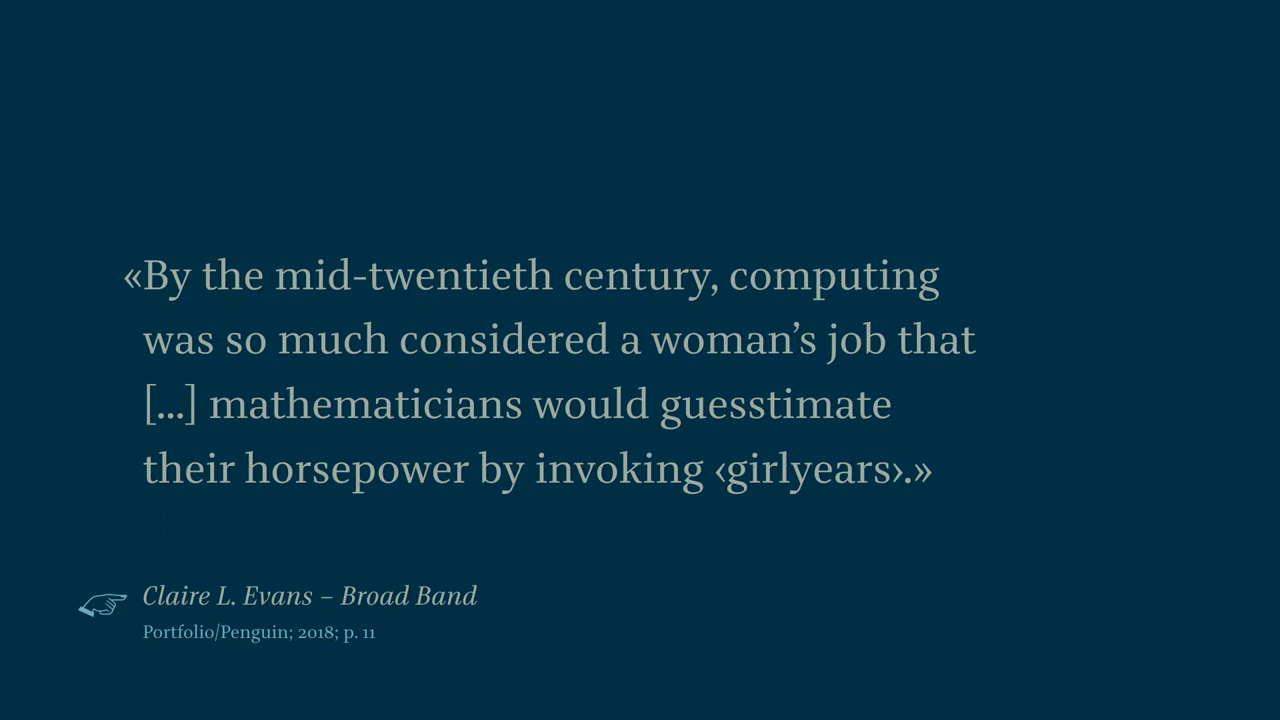 «By the mid-twentieth century, computing
was so much considered a woman’s job that
[…] mathematicians would guesstimate
their horsepower by invoking ‹girlyears›.»
☞ Claire L. Evans – Broad Band
Portfolio/Penguin; 2018; p. 11